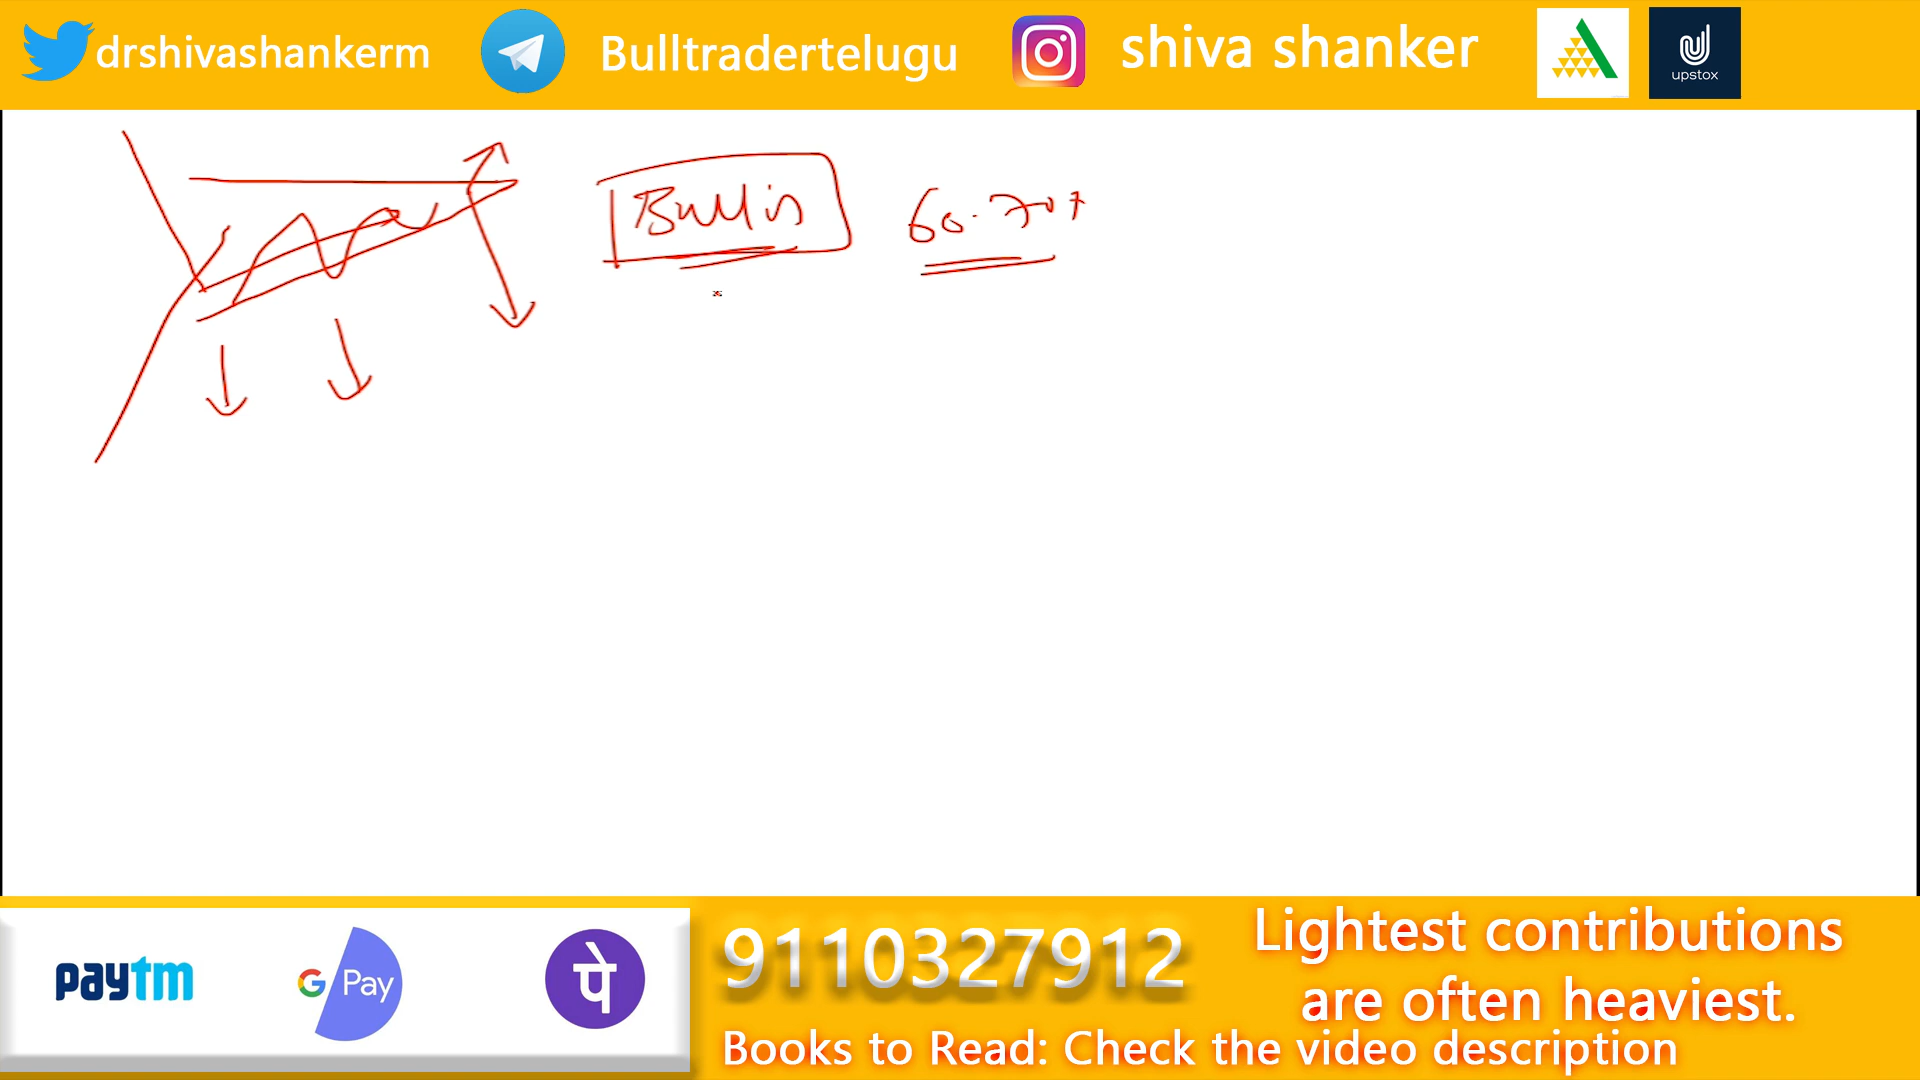 drshivashankerm
Bulltradertelugu
shiva shanker
upstox
Bullis
60-70%
paytm
G Pay
पे
9110327912
Lightest contributions
are often heaviest.
Books to Read: Check the video description